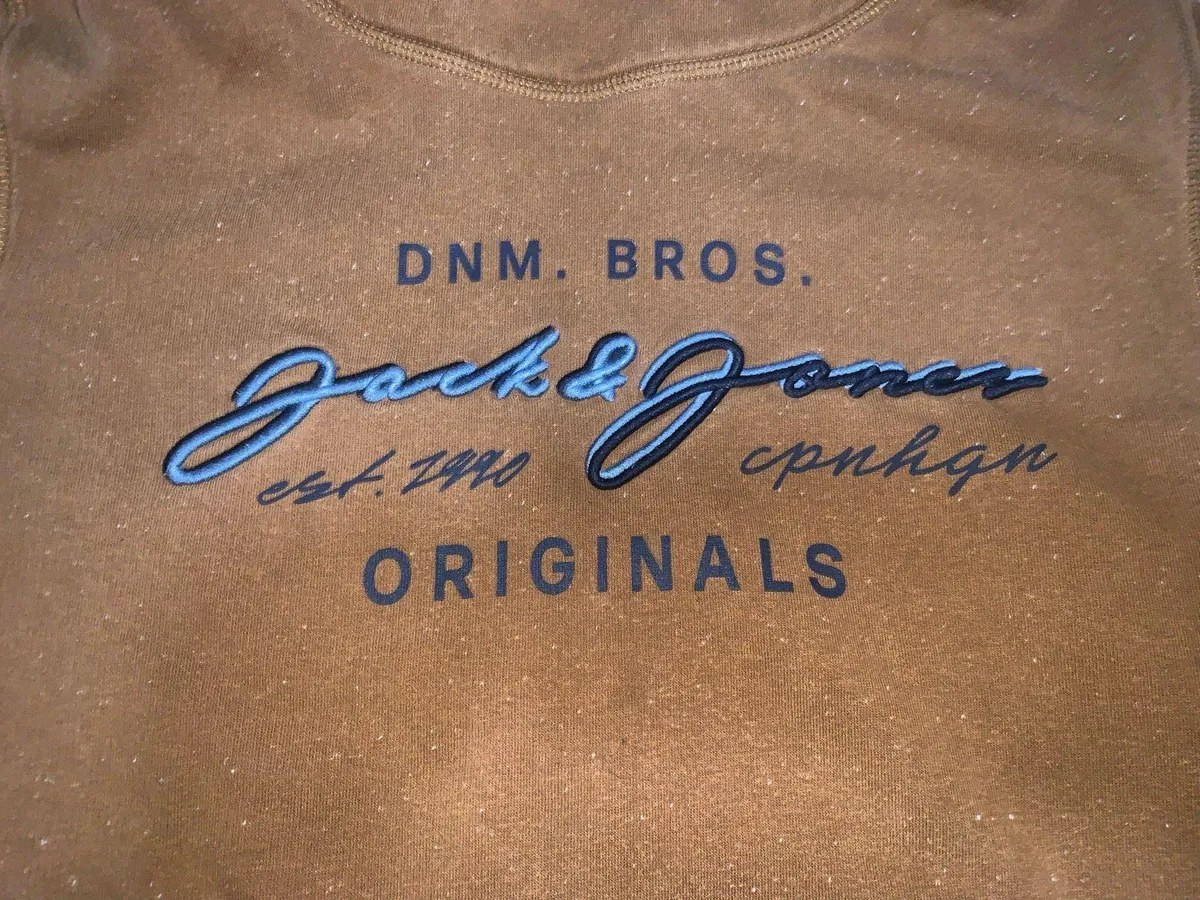 DNM. BROS.
Jack & Jones
est. 1990 cpnhgn
ORIGINALS